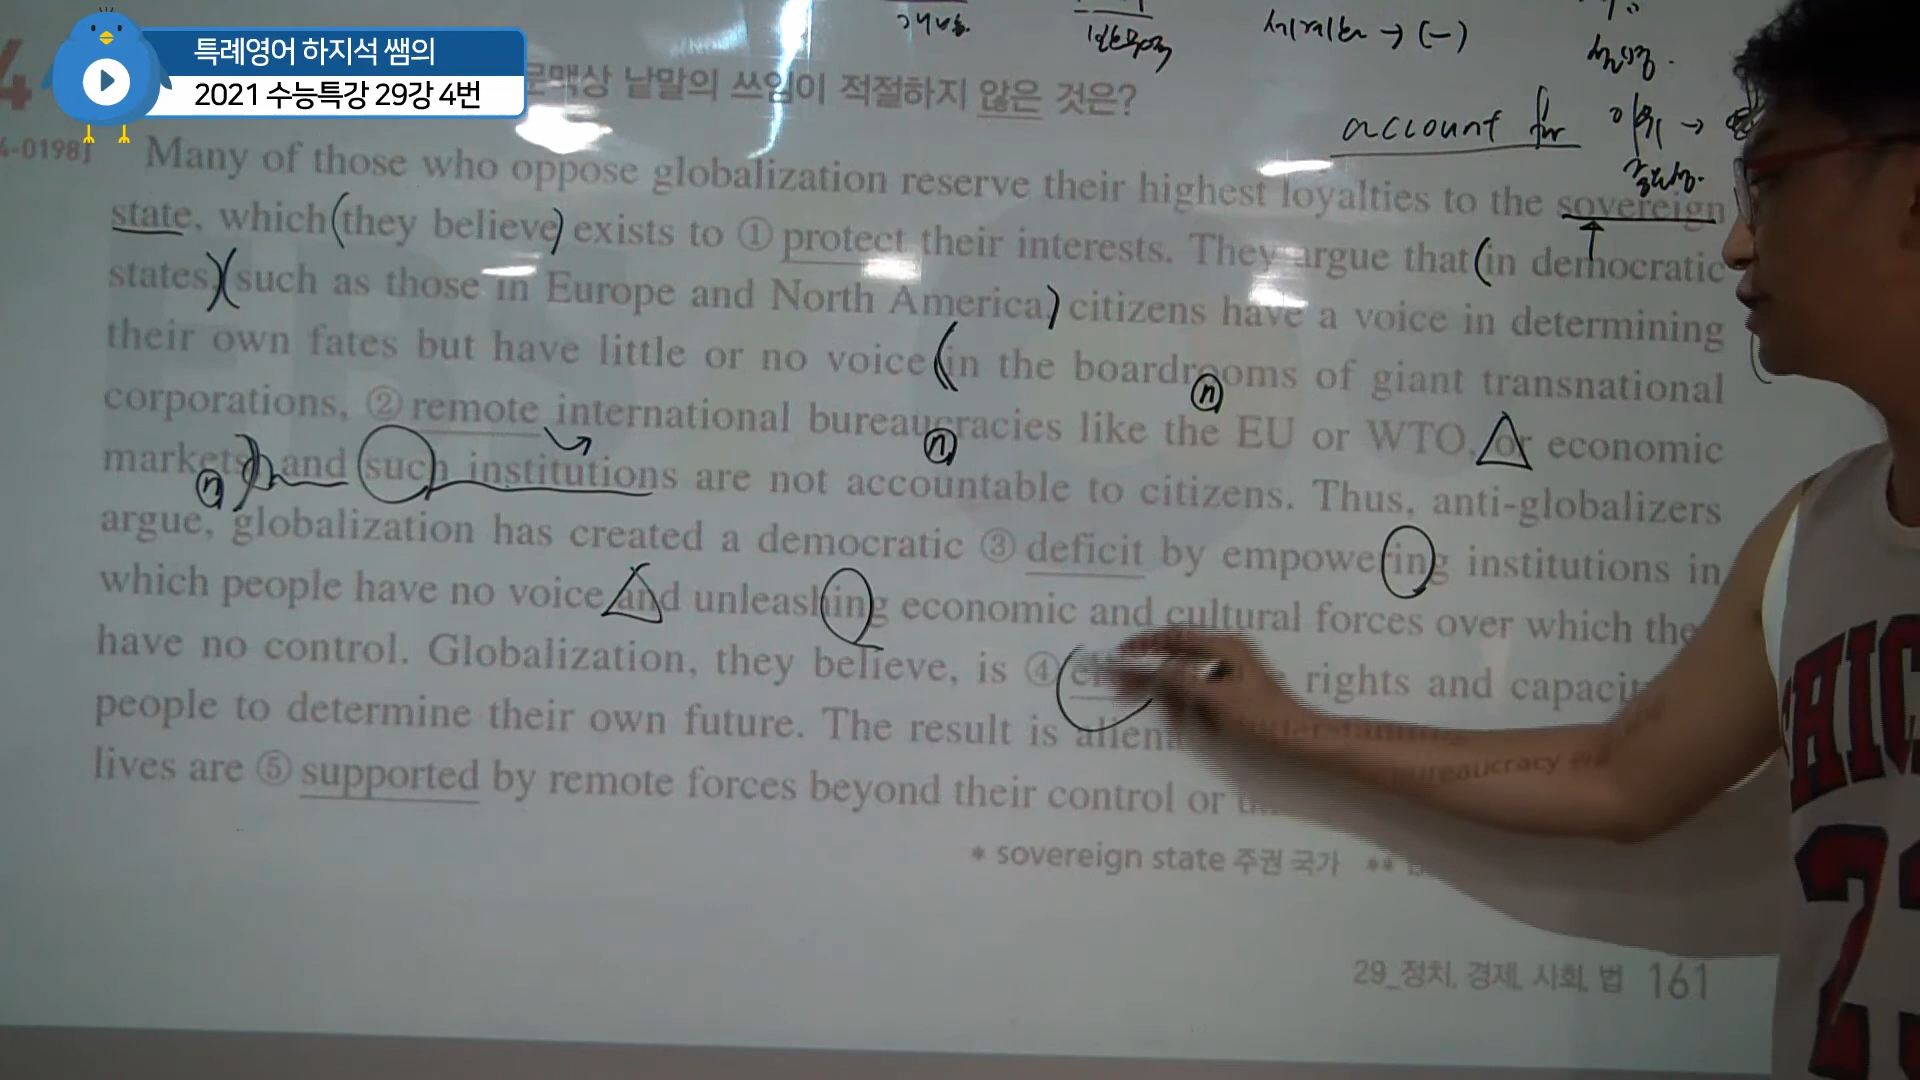 특례영어 하지석 쌤의
2021 수능특강 29강 4번
4
문맥상 낱말의 쓰임이 적절하지 않은 것은?
account for
→ (-)
4-0198]
Many of those who oppose globalization reserve their highest loyalties to the sovereign
state, which (they believe) exists to ① protect their interests. They argue that (in democratic
states,) (such as those in Europe and North America,) citizens have a voice in determining
their own fates but have little or no voice (in the boardrooms of giant transnational
corporations, ② remote international bureaucracies like the EU or WTO, or economic
markets) and such institutions are not accountable to citizens. Thus, anti-globalizers
argue, globalization has created a democratic ③ deficit by empowering institutions in
which people have no voice and unleashing economic and cultural forces over which the
have no control. Globalization, they believe, is ④ rights and
people to determine their own future. The result is
lives are ⑤ supported by remote forces beyond their control or
* sovereign state 주권 국가 **
29_정치, 경제, 사회, 법 161